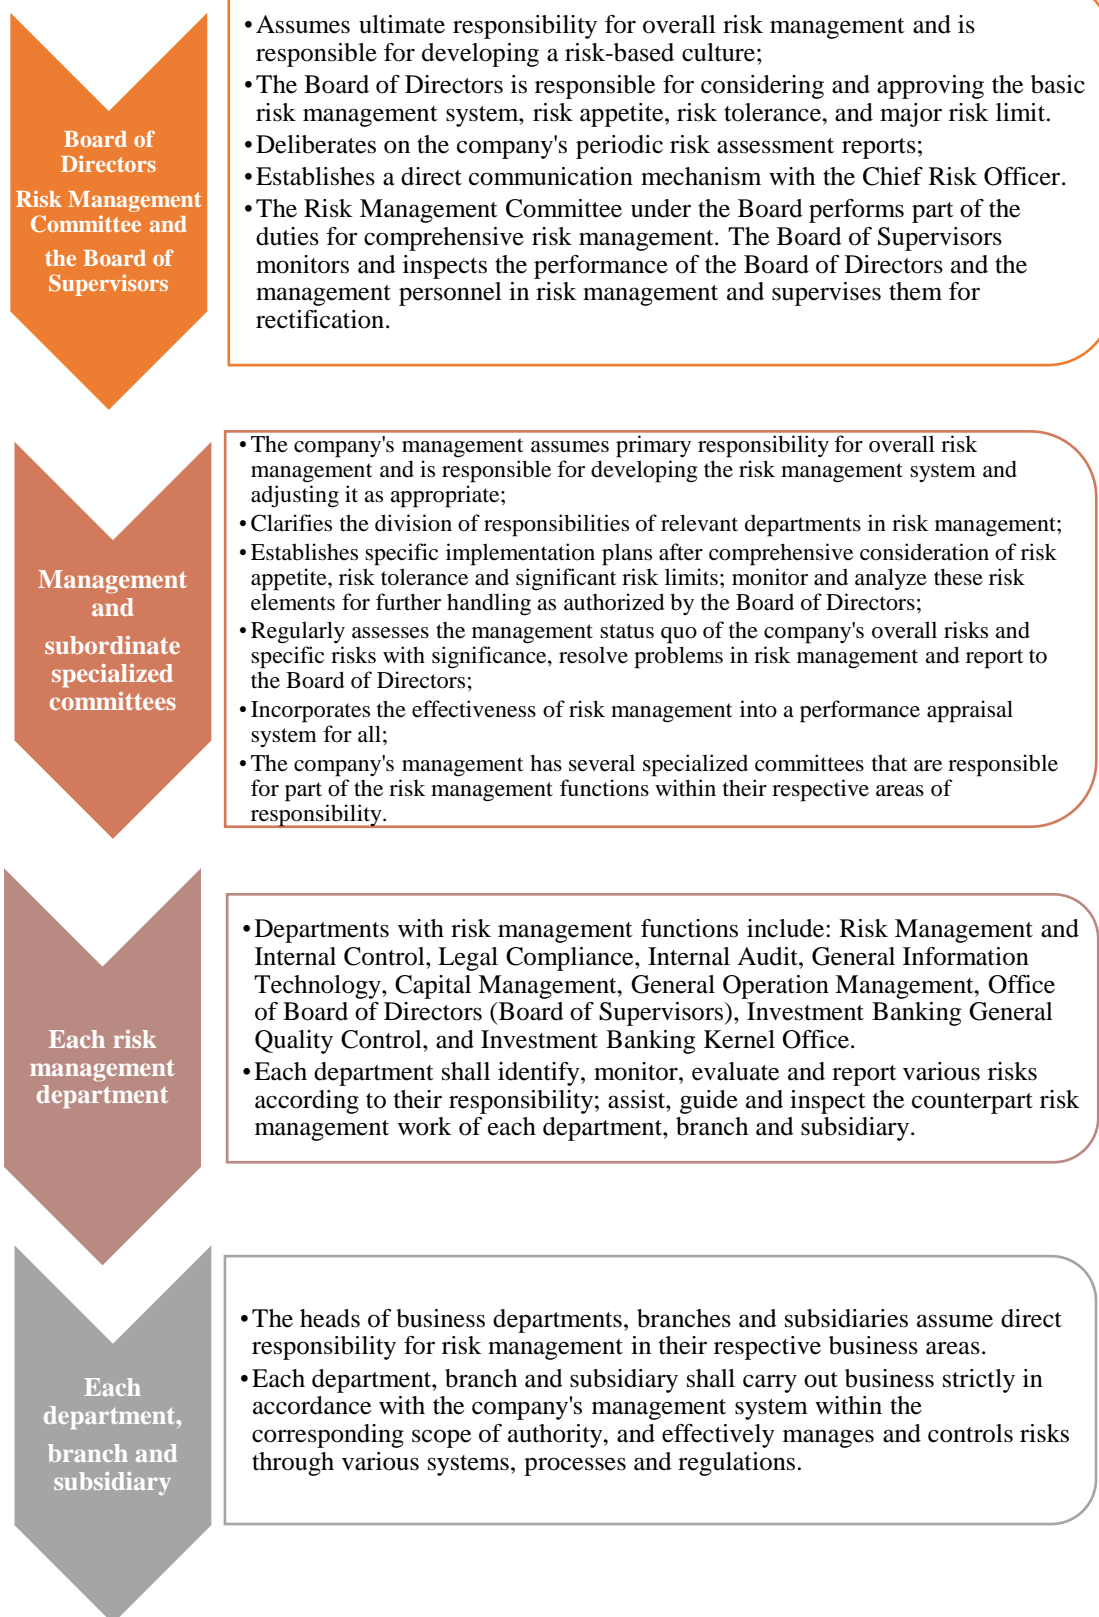 Board of
Directors
Risk Management
Committee and
the Board of
Supervisors
•Assumes ultimate responsibility for overall risk management and is
responsible for developing a risk-based culture;
•The Board of Directors is responsible for considering and approving the basic
risk management system, risk appetite, risk tolerance, and major risk limit.
•Deliberates on the company's periodic risk assessment reports;
•Establishes a direct communication mechanism with the Chief Risk Officer.
•The Risk Management Committee under the Board performs part of the
duties for comprehensive risk management. The Board of Supervisors
monitors and inspects the performance of the Board of Directors and the
management personnel in risk management and supervises them for
rectification.
Management
and
subordinate
specialized
committees
•The company's management assumes primary responsibility for overall risk
management and is responsible for developing the risk management system and
adjusting it as appropriate;
•Clarifies the division of responsibilities of relevant departments in risk management;
•Establishes specific implementation plans after comprehensive consideration of risk
appetite, risk tolerance and significant risk limits; monitor and analyze these risk
elements for further handling as authorized by the Board of Directors;
•Regularly assesses the management status quo of the company's overall risks and
specific risks with significance, resolve problems in risk management and report to
the Board of Directors;
•Incorporates the effectiveness of risk management into a performance appraisal
system for all;
•The company's management has several specialized committees that are responsible
for part of the risk management functions within their respective areas of
responsibility.
Each risk
management
department
•Departments with risk management functions include: Risk Management and
Internal Control, Legal Compliance, Internal Audit, General Information
Technology, Capital Management, General Operation Management, Office
of Board of Directors (Board of Supervisors), Investment Banking General
Quality Control, and Investment Banking Kernel Office.
•Each department shall identify, monitor, evaluate and report various risks
according to their responsibility; assist, guide and inspect the counterpart risk
management work of each department, branch and subsidiary.
Each
department,
branch and
subsidiary
•The heads of business departments, branches and subsidiaries assume direct
responsibility for risk management in their respective business areas.
•Each department, branch and subsidiary shall carry out business strictly in
accordance with the company's management system within the
corresponding scope of authority, and effectively manages and controls risks
through various systems, processes and regulations.